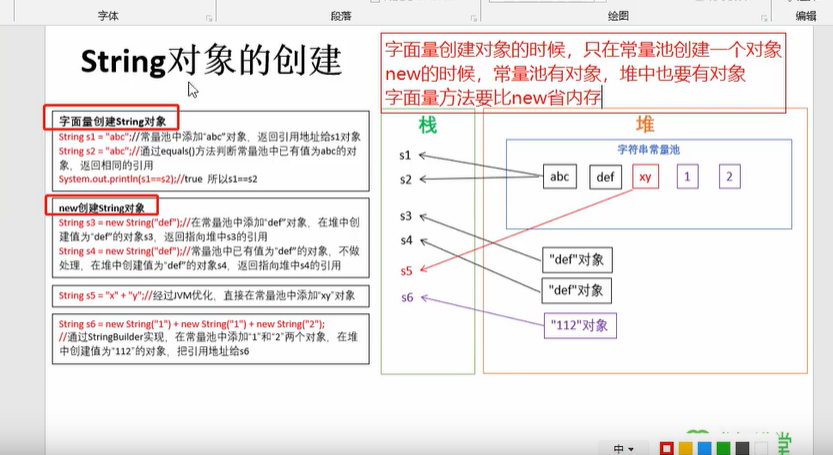 字体
段落
绘图
编辑
String对象的创建
字面量创建对象的时候，只在常量池创建一个对象
new的时候，常量池有对象，堆中也要有对象
字面量方法要比new省内存
字面量创建String对象
String s1 = "abc";//常量池中添加"abc"对象，返回引用地址给s1对象
String s2 = "abc";//通过equals()方法判断常量池中已有值为abc的对
象，返回相同的引用
System.out.println(s1==s2);//true 所以s1==s2
new创建String对象
String s3 = new String("def");//在常量池中添加"def"对象，在堆中创
建值为"def"的对象s3，返回指向堆中s3的引用
String s4 = new String("def");//常量池中已有值为"def"的对象，不做
处理，在堆中创建值为"def"的对象s4，返回指向堆中s4的引用
String s5 = "x" + "y";//经过JVM优化，直接在常量池中添加"xy"对象
String s6 = new String("1") + new String("1") + new String("2");
//通过StringBuilder实现，在常量池中添加"1"和"2"两个对象，在堆
中创建值为"112"的对象，把引用地址给s6
栈
s1
s2
s3
s4
s5
s6
堆
字符串常量池
abc
def
xy
1
2
"def"对象
"def"对象
"112"对象
中